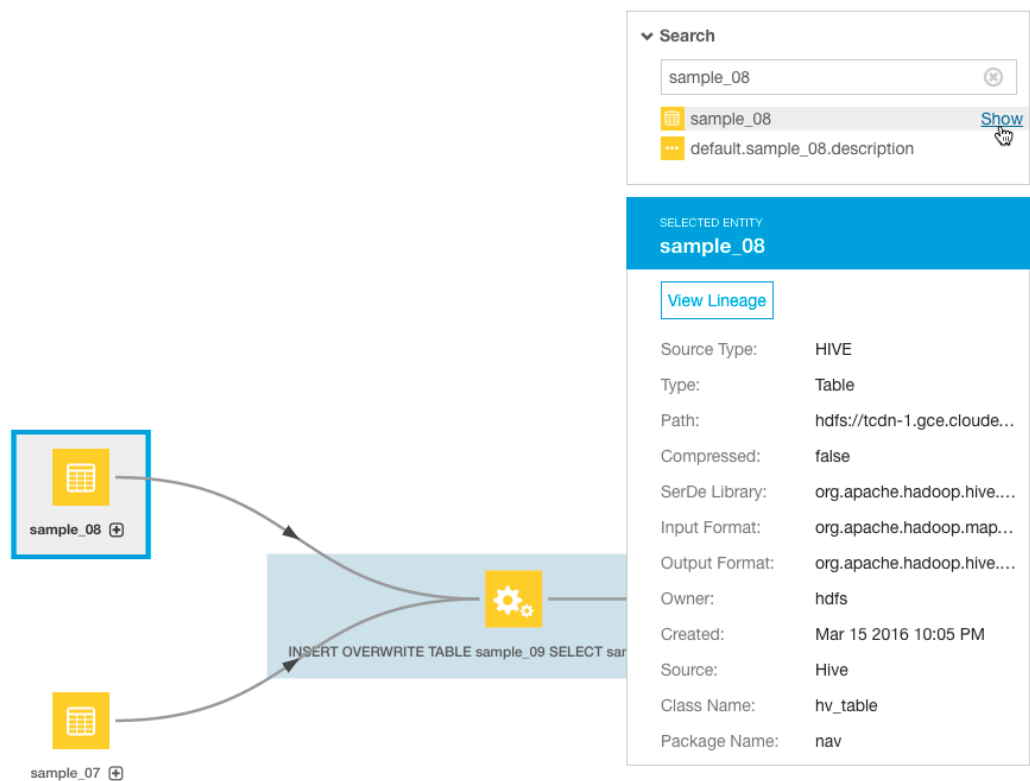 Search
sample_08
sample_08 Show
default.sample_08.description
SELECTED ENTITY
sample_08
View Lineage
Source Type: HIVE
Type: Table
Path: hdfs://tcdn-1.gce.cloude...
Compressed: false
SerDe Library: org.apache.hadoop.hive....
Input Format: org.apache.hadoop.map...
Output Format: org.apache.hadoop.hive....
Owner: hdfs
Created: Mar 15 2016 10:05 PM
Source: Hive
Class Name: hv_table
Package Name: nav
sample_08
INSERT OVERWRITE TABLE sample_09 SELECT sar
sample_07